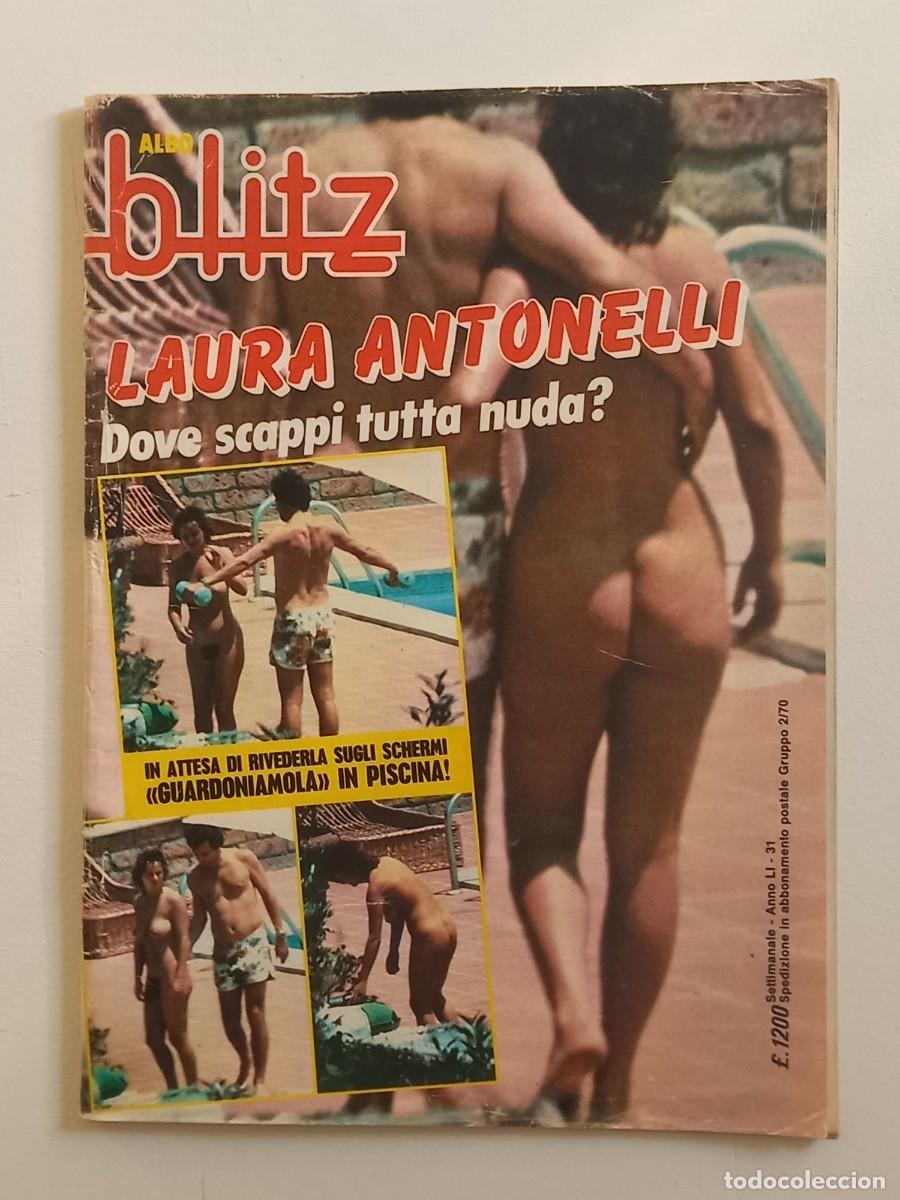 ALBO
blitz
LAURA ANTONELLI
Dove scappi tutta nuda?
IN ATTESA DI RIVEDERLA SUGLI SCHERMI
«GUARDONIAMOLA» IN PISCINA!
£. 1200 Settimanale - Anno LI - 31
Spedizione in abbonamento postale Gruppo 2/70
todocoleccion